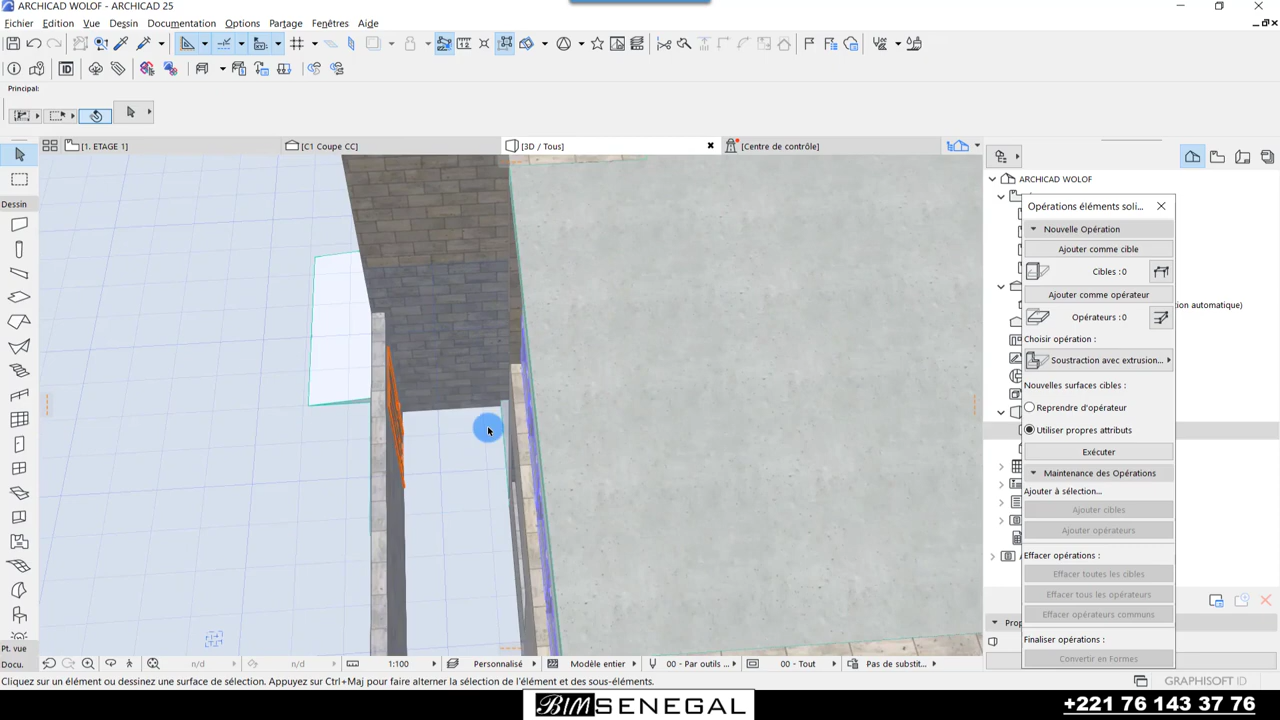 ARCHICAD WOLOF - ARCHICAD 25
Fichier Edition Vue Dessin Options Documentation Partage Fenêtres Aide
Principal:
[1. ETAGE 1]
[C1 Coupe CC]
[3D / Tous]
[Centre de contrôle]
ARCHICAD WOLOF
Dessin
Opérations éléments soli...
Nouvelle Opération
Ajouter comme cible
Cibles :0
Ajouter comme opérateur
ion automatique)
Opérateurs :0
Choisir opération :
Soustraction avec extrusion...
Nouvelles surfaces cibles :
Reprendre d'opérateur
Utiliser propres attributs
Exécuter
Maintenance des Opérations
Ajouter à sélection...
Ajouter cibles
Ajouter opérateurs
Effacer opérations :
Effacer toutes les cibles
Effacer tous les opérateurs
Effacer opérateurs communs
Prop
Finaliser opérations :
Convertir en Formes
Pt. vue
Docu.
n/d
n/d
1:100
Personnalisé
Modèle entier
00 - Par outils, ...
00 - Tout
Pas de substit...
Cliquez sur un élément ou dessinez une surface de sélection. Appuyez sur Ctrl+Maj pour faire alterner la sélection de l'élément et des sous-éléments.
GRAPHISOFT ID
BIMSENEGAL
+221 76 143 37 76